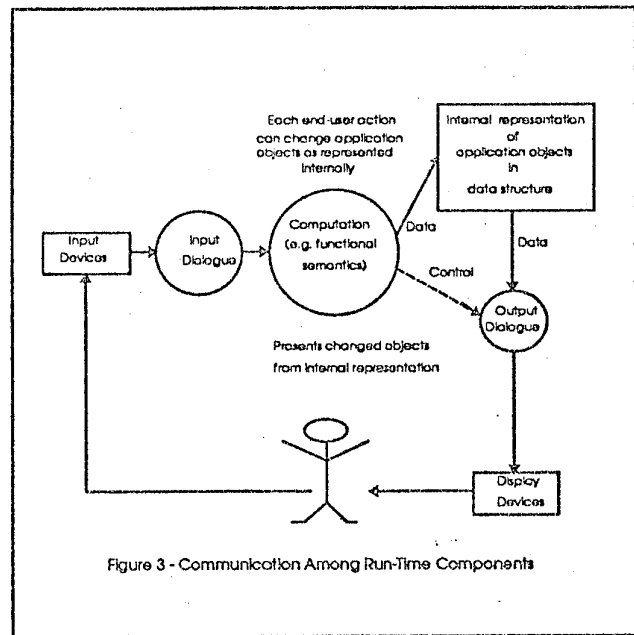 Each end-user action
can change application
objects as represented
Internally
Internal representation
of
application objects
in
data structure
Input
Devices
Input
Dialogue
Computation
(e.g. functional
semantics)
Data
Data
Control
Output
Dialogue
Presents changed objects
from internal representation
Display
Devices
Figure 3 - Communication Among Run-Time Components